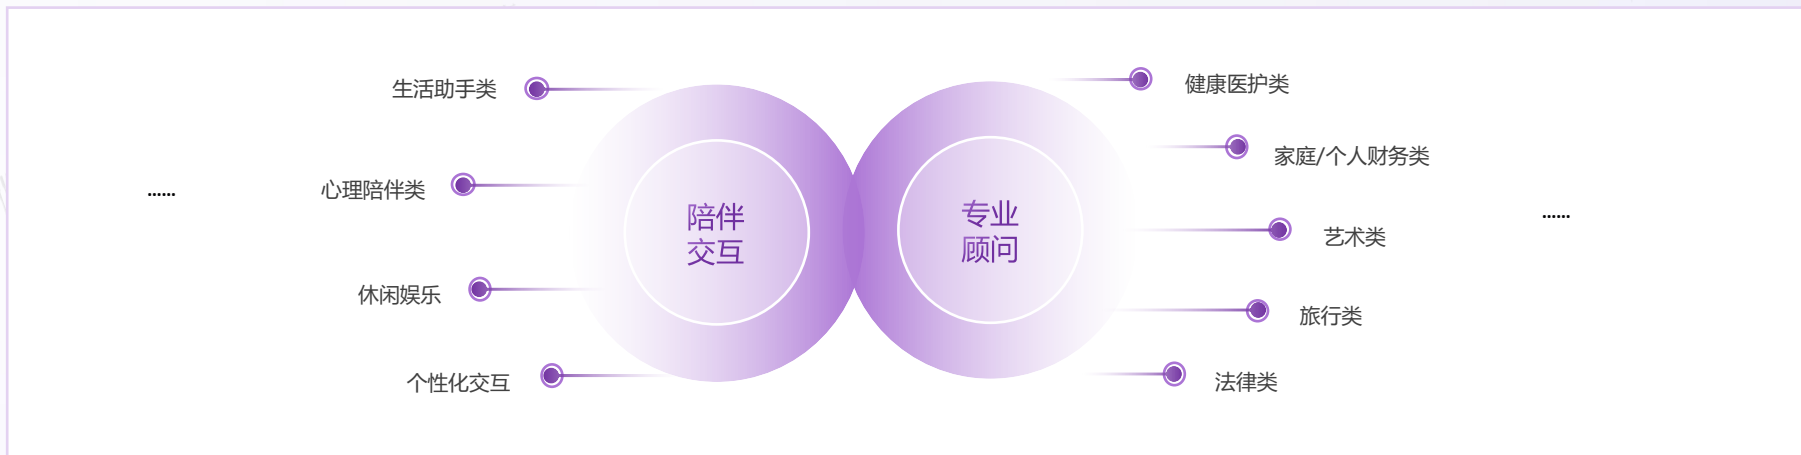 生活助手类
心理陪伴类
......
休闲娱乐
个性化交互
陪伴
交互
专业
顾问
健康医护类
家庭/个人财务类
艺术类
......
旅行类
法律类